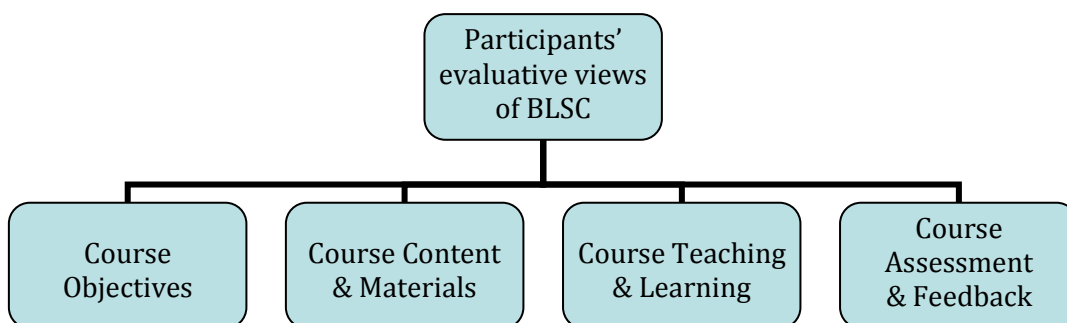 Participants’
evaluative views
of BLSC
Course
Objectives
Course Content
& Materials
Course Teaching
& Learning
Course
Assessment
& Feedback